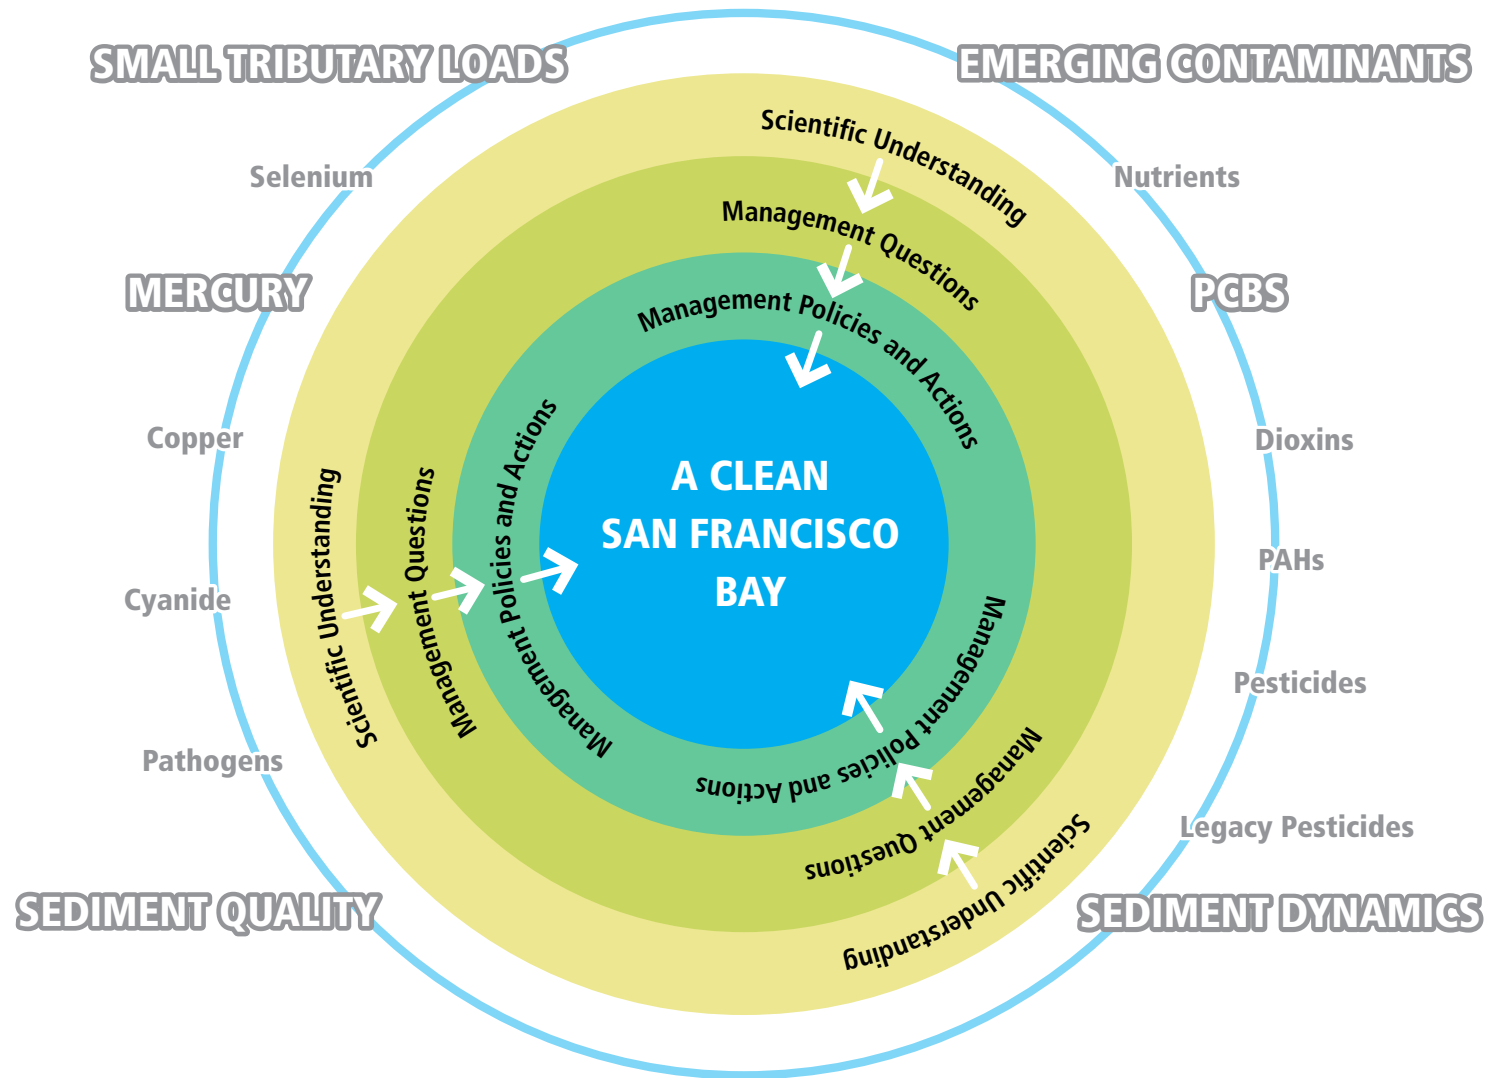 SMALL TRIBUTARY LOADS
EMERGING CONTAMINANTS
Scientific Understanding
Selenium
Nutrients
Management Questions
MERCURY
PCBS
Management Policies and Actions
Copper
Dioxins
A CLEAN
SAN FRANCISCO
BAY
Scientific Understanding
Management Questions
Management Policies and Actions
PAHs
Cyanide
Pesticides
Pathogens
Management Policies and Actions
Management Questions
Scientific Understanding
Legacy Pesticides
SEDIMENT QUALITY
SEDIMENT DYNAMICS